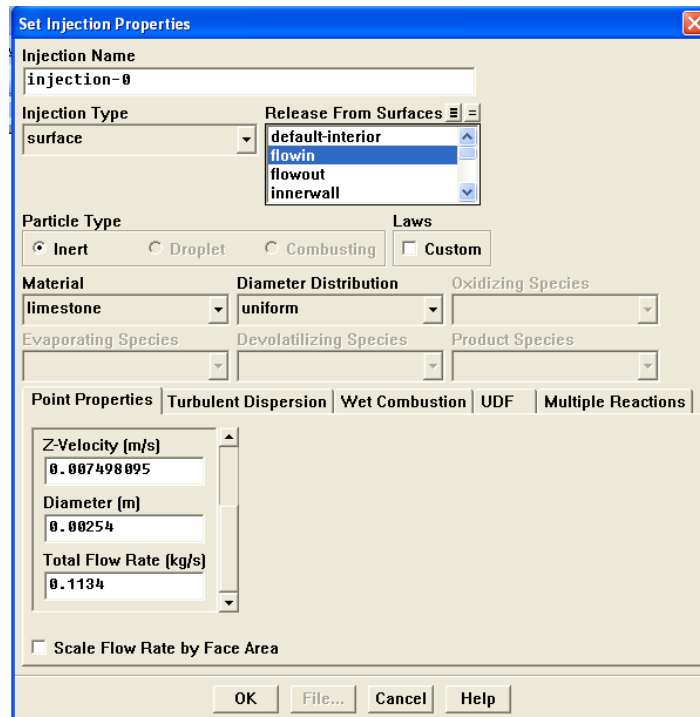 Set Injection Properties
Injection Name
injection-0
Injection Type
Release From Surfaces
surface
default-interior
flowin
flowout
innerwall
Particle Type
Laws
Inert
Droplet
Combusting
Custom
Material
Diameter Distribution
Oxidizing Species
limestone
uniform
Evaporating Species
Devolatilizing Species
Product Species
Point Properties
Turbulent Dispersion
Wet Combustion
UDF
Multiple Reactions
Z-Velocity (m/s)
0.007498095
Diameter (m)
0.00254
Total Flow Rate (kg/s)
0.1134
Scale Flow Rate by Face Area
OK
File...
Cancel
Help